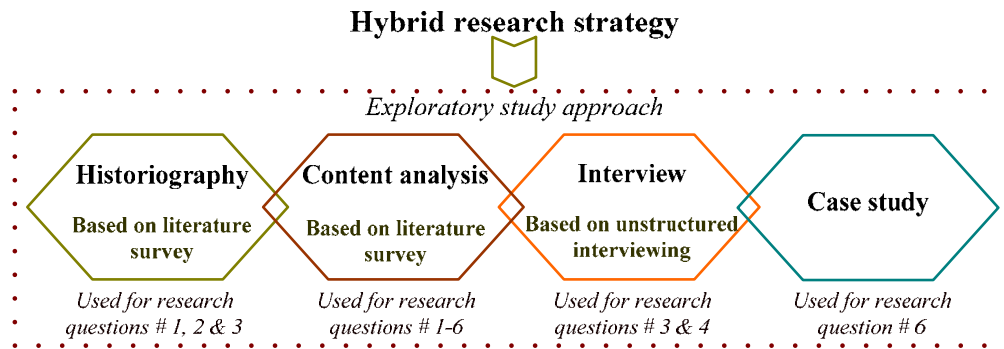 Hybrid research strategy
Exploratory study approach
Historiography
Based on literature
survey
Used for research
questions # 1, 2 & 3
Content analysis
Based on literature
survey
Used for research
questions # 1-6
Interview
Based on unstructured
interviewing
Used for research
questions # 3 & 4
Case study
Used for research
question # 6